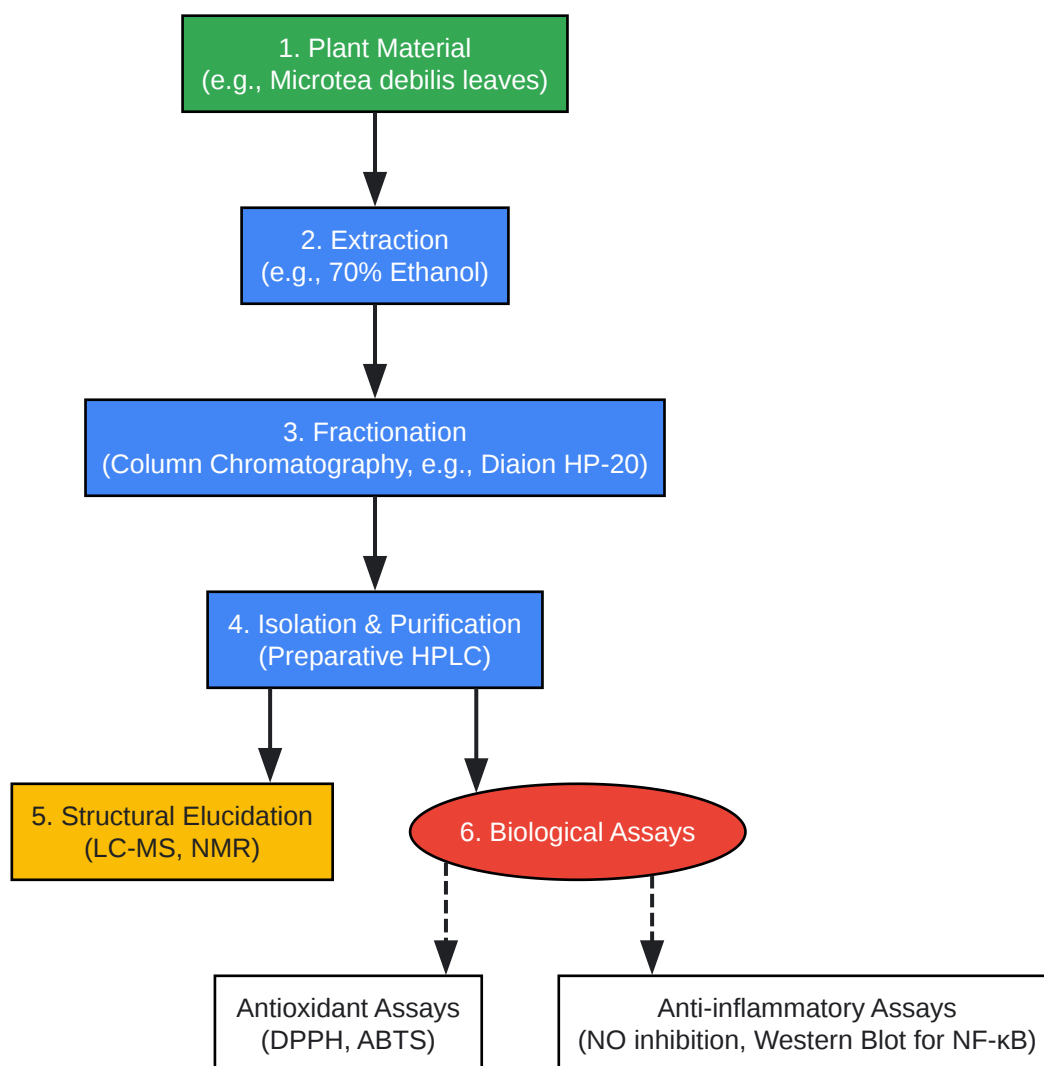 1. Plant Material
(e.g., Microtea debilis leaves)
2. Extraction
(e.g., 70% Ethanol)
3. Fractionation
(Column Chromatography, e.g., Diaion HP-20)
4. Isolation & Purification
(Preparative HPLC)
5. Structural Elucidation
(LC-MS, NMR)
6. Biological Assays
Antioxidant Assays
(DPPH, ABTS)
Anti-inflammatory Assays
(NO inhibition, Western Blot for NF-κB)